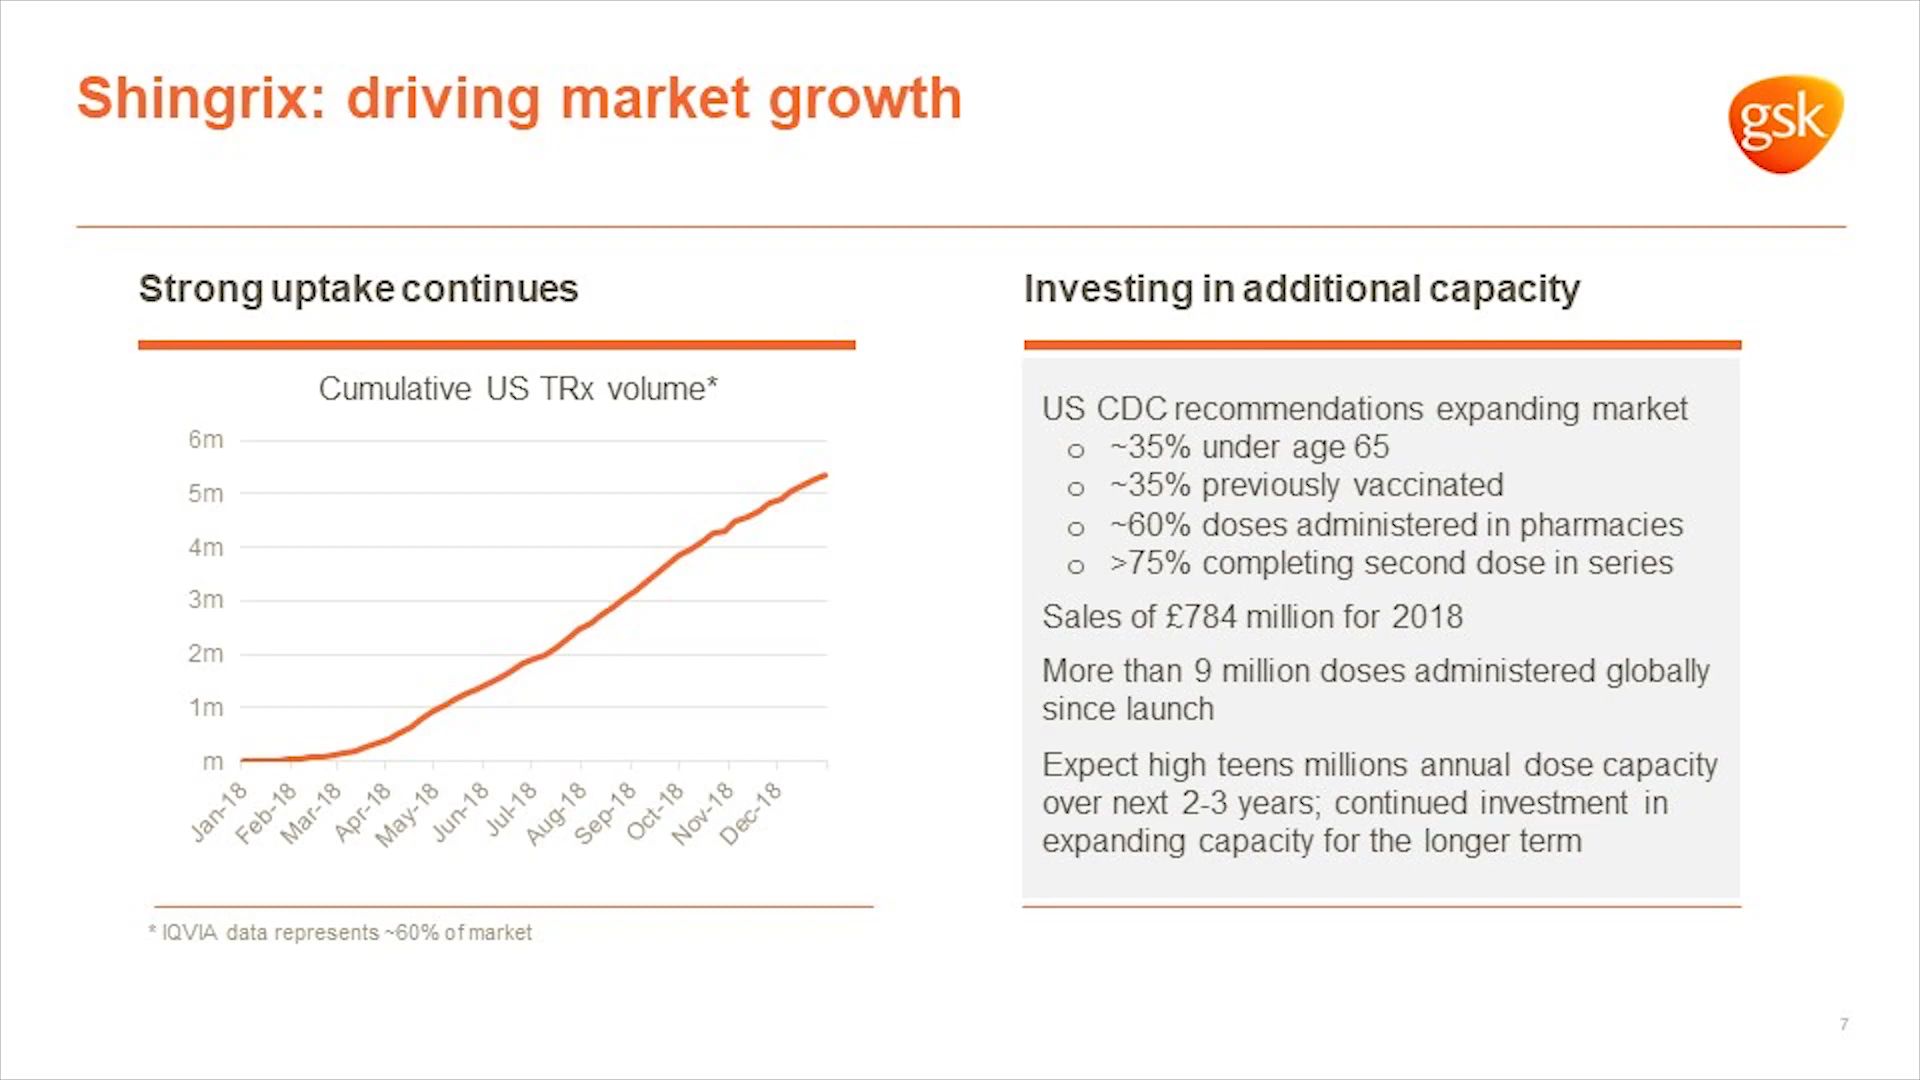 Shingrix: driving market growth
gsk
Strong uptake continues
Cumulative US TRx volume*
6m
5m
4m
3m
2m
1m
m
Jan-18
Feb-18
Mar-18
Apr-18
May-18
Jun-18
Jul-18
Aug-18
Sep-18
Oct-18
Nov-18
Dec-18
* IQVIA data represents ~60% of market
Investing in additional capacity
US CDC recommendations expanding market
o ~35% under age 65
o ~35% previously vaccinated
o ~60% doses administered in pharmacies
o >75% completing second dose in series
Sales of £784 million for 2018
More than 9 million doses administered globally
since launch
Expect high teens millions annual dose capacity
over next 2-3 years; continued investment in
expanding capacity for the longer term
7